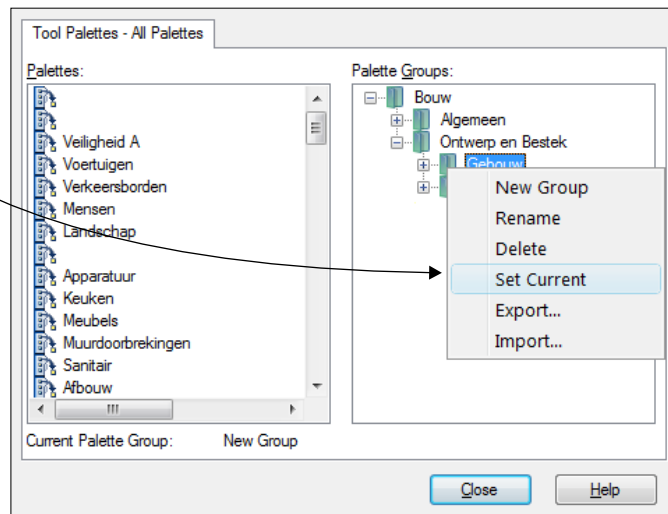 Tool Palettes - All Palettes
Palettes:
Veiligheid A
Voertuigen
Verkeersborden
Mensen
Landschap
Apparatuur
Keuken
Meubels
Muurdoorbrekingen
Sanitair
Afbouw
Current Palette Group: New Group
Palette Groups:
Bouw
Algemeen
Ontwerp en Bestek
Gebouw
New Group
Rename
Delete
Set Current
Export...
Import...
Close
Help